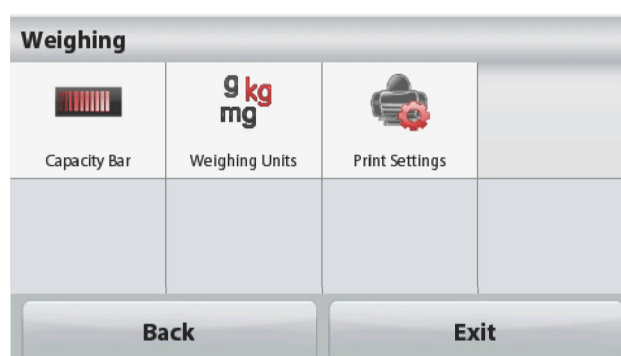 Weighing
g kg
mg
Capacity Bar
Weighing Units
Print Settings
Back
Exit